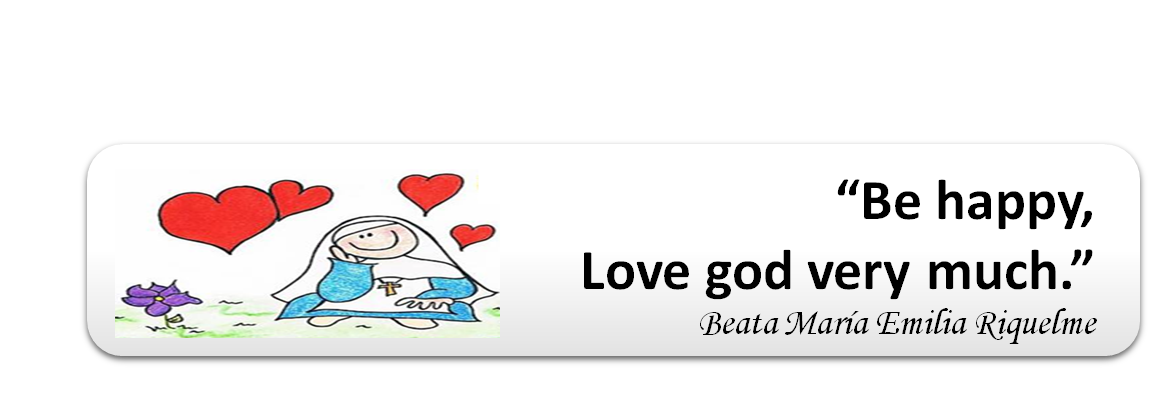 “Be happy,
Love god very much.”
Beata María Emilia Riquelme